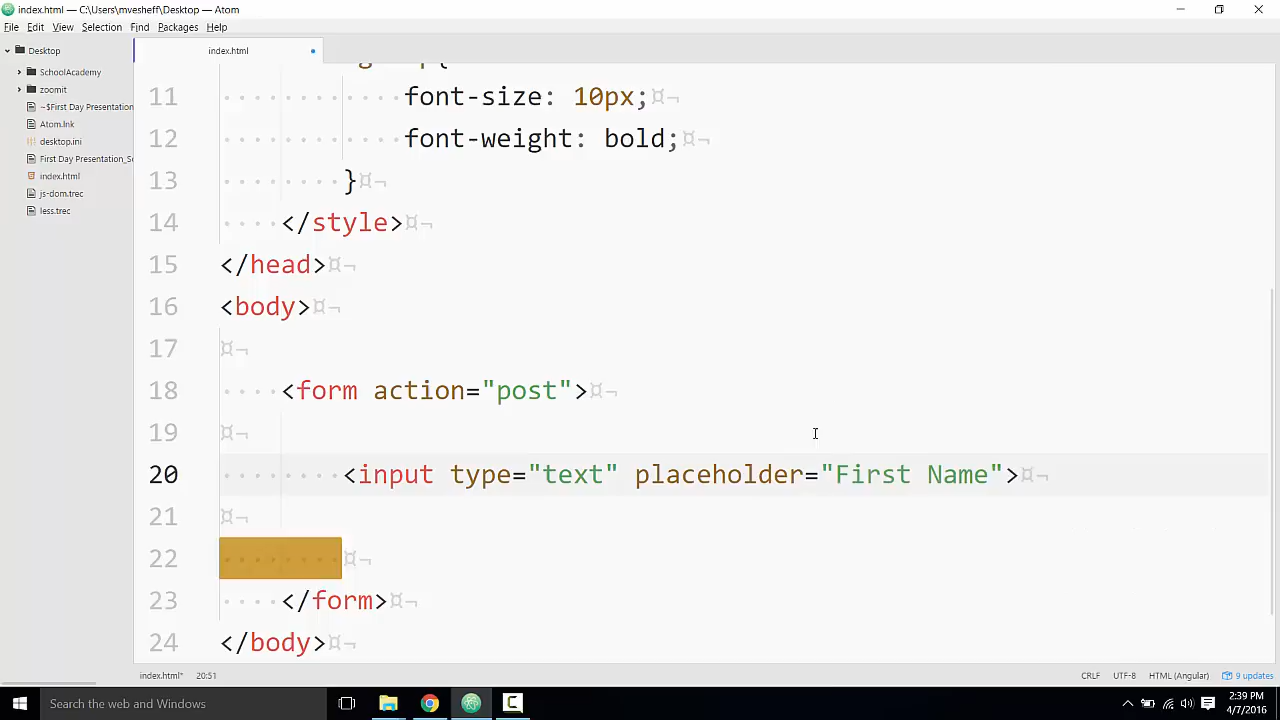 index.html — C:\Users\mvesheff\Desktop — Atom
File Edit View Selection Find Packages Help
Desktop
SchoolAcademy
zoomit
~$First Day Presentation
Atom.lnk
desktop.ini
First Day Presentation_S
index.html
js-dom.trec
less.trec
index.html
11 font-size: 10px;¤¬
12 font-weight: bold;¤¬
13 }¤¬
14 </style>¤¬
15 </head>¤¬
16 <body>¤¬
17 ¤¬
18 <form action="post">¤¬
19 ¤¬
20 <input type="text" placeholder="First Name">¤¬
21 ¤¬
22 ¤¬
23 </form>¤¬
24 </body>¤¬
index.html* 20:51 CRLF UTF-8 HTML (Angular) 9 updates
Search the web and Windows
2:39 PM
4/7/2016